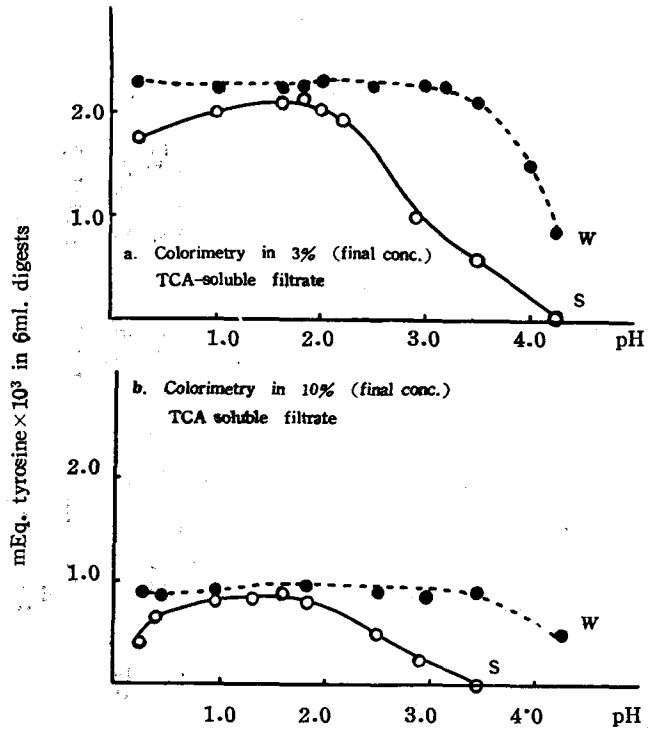 mEq. tyrosine×10³ in 6ml. digests
2.0
1.0
W
a. Colorimetry in 3% (final conc.)
TCA-soluble filtrate
S
1.0 2.0 3.0 4.0 pH
b. Colorimetry in 10% (final conc.)
TCA soluble filtrate
2.0
1.0
W
S
1.0 2.0 3.0 4·0 pH